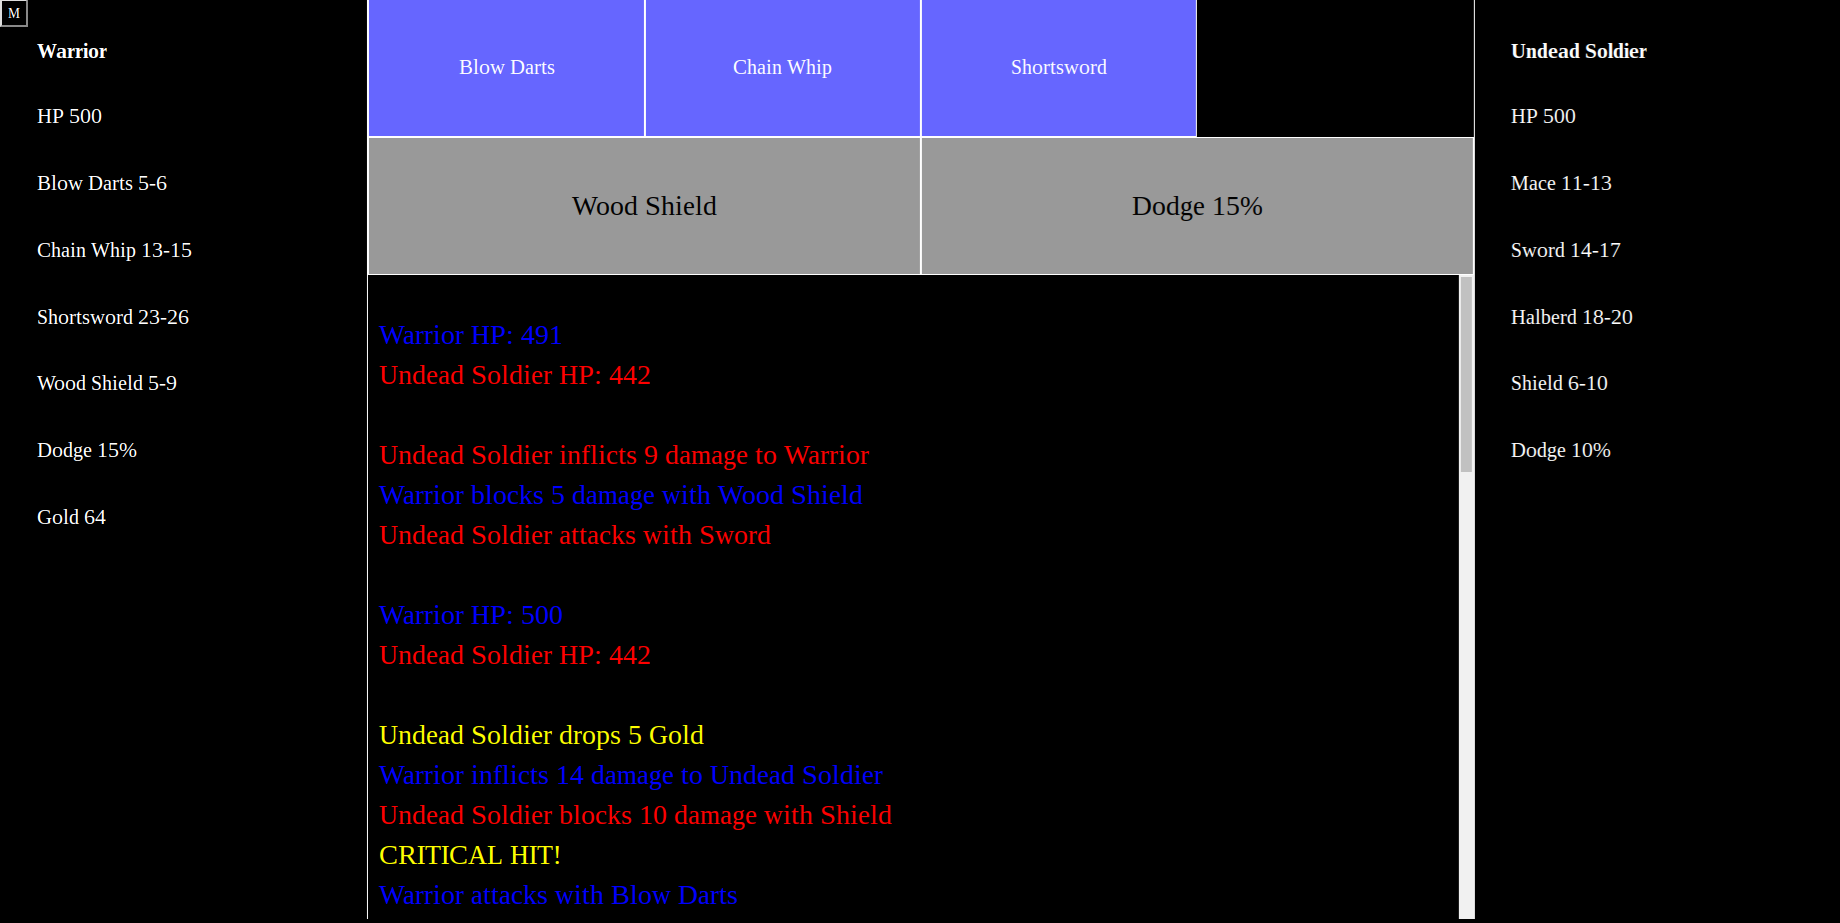 M
Warrior
HP 500
Blow Darts 5-6
Chain Whip 13-15
Shortsword 23-26
Wood Shield 5-9
Dodge 15%
Gold 64
Blow Darts
Chain Whip
Shortsword
Wood Shield
Dodge 15%
Warrior HP: 491
Undead Soldier HP: 442
Undead Soldier inflicts 9 damage to Warrior
Warrior blocks 5 damage with Wood Shield
Undead Soldier attacks with Sword
Warrior HP: 500
Undead Soldier HP: 442
Undead Soldier drops 5 Gold
Warrior inflicts 14 damage to Undead Soldier
Undead Soldier blocks 10 damage with Shield
CRITICAL HIT!
Warrior attacks with Blow Darts
Undead Soldier
HP 500
Mace 11-13
Sword 14-17
Halberd 18-20
Shield 6-10
Dodge 10%